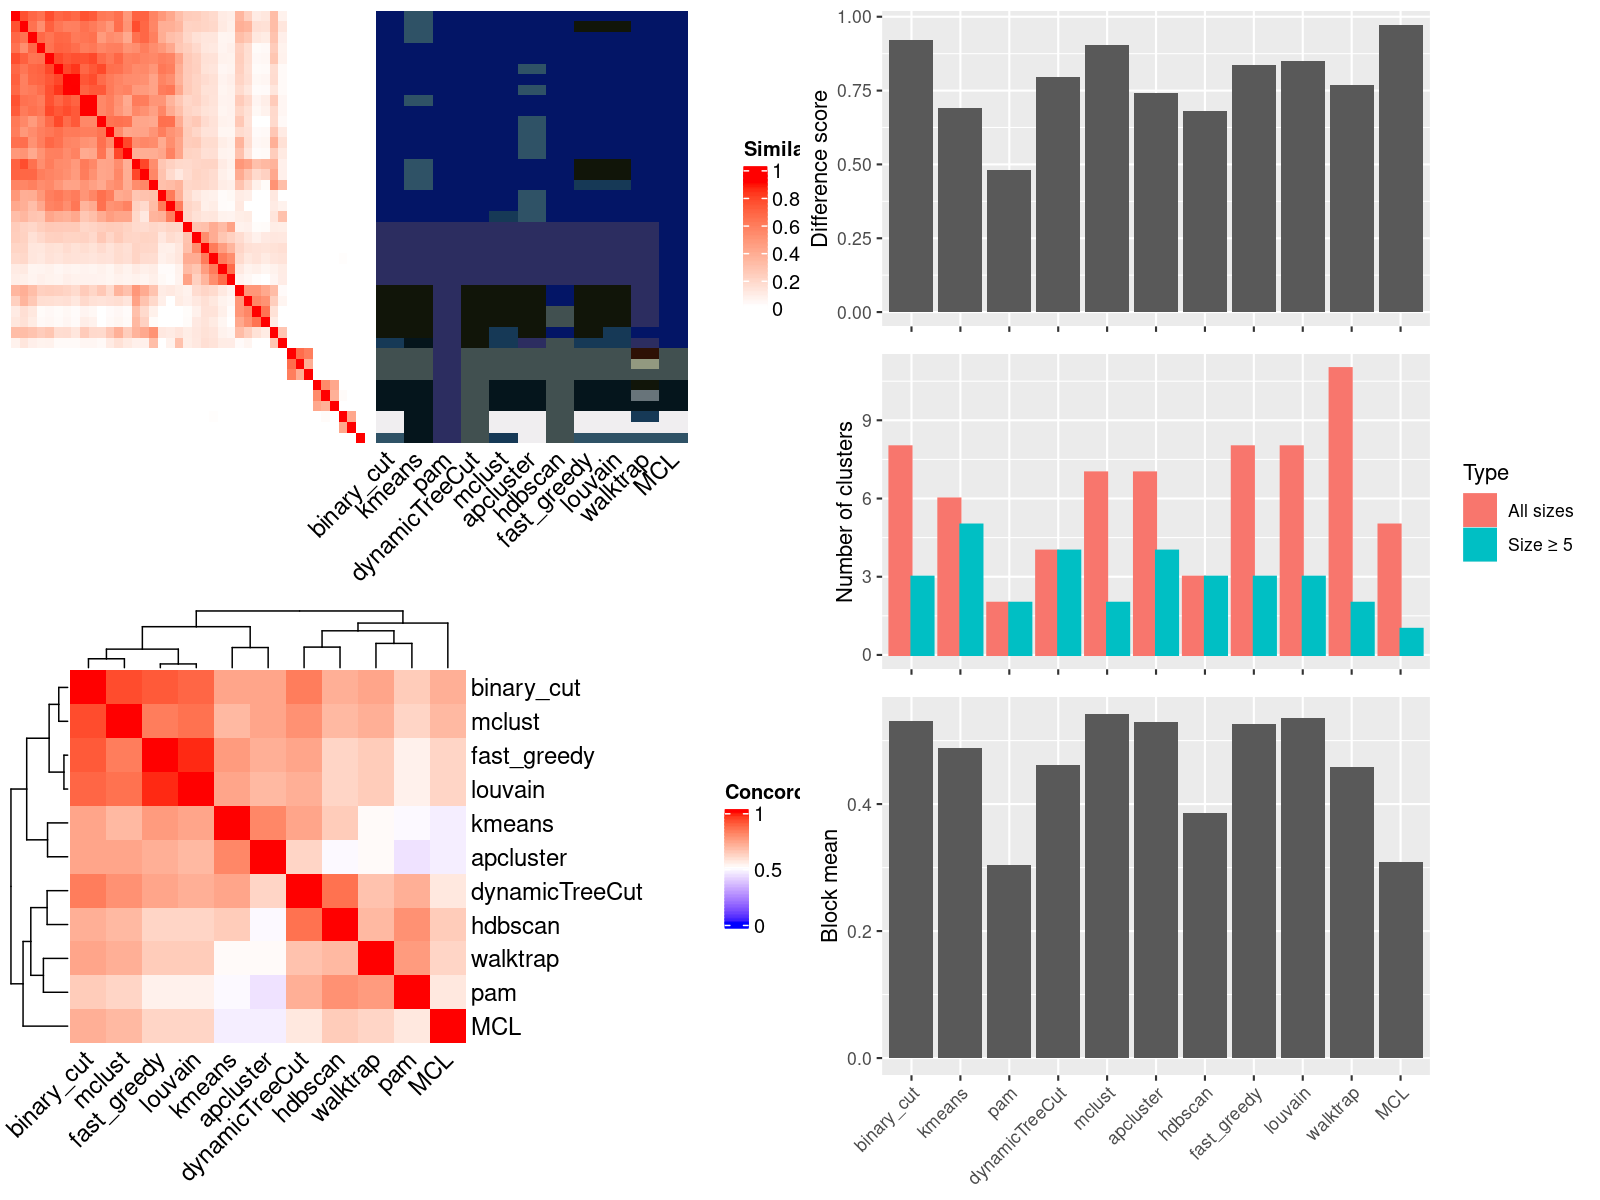 Simila
1
0.8
0.6
0.4
0.2
0
binary_cut
kmeans
pam
dynamicTreeCut
mclust
apcluster
hdbscan
fast_greedy
louvain
walktrap
MCL
binary_cut
mclust
fast_greedy
louvain
kmeans
apcluster
dynamicTreeCut
hdbscan
walktrap
pam
MCL
binary_cut
mclust
fast_greedy
louvain
kmeans
apcluster
dynamicTreeCut
hdbscan
walktrap
pam
MCL
Concord
1
0.5
0
Difference score
1.00
0.75
0.50
0.25
0.00
Number of clusters
9
6
3
0
Type
All sizes
Size ≥ 5
Block mean
0.4
0.2
0.0
binary_cut
kmeans
pam
dynamicTreeCut
mclust
apcluster
hdbscan
fast_greedy
louvain
walktrap
MCL